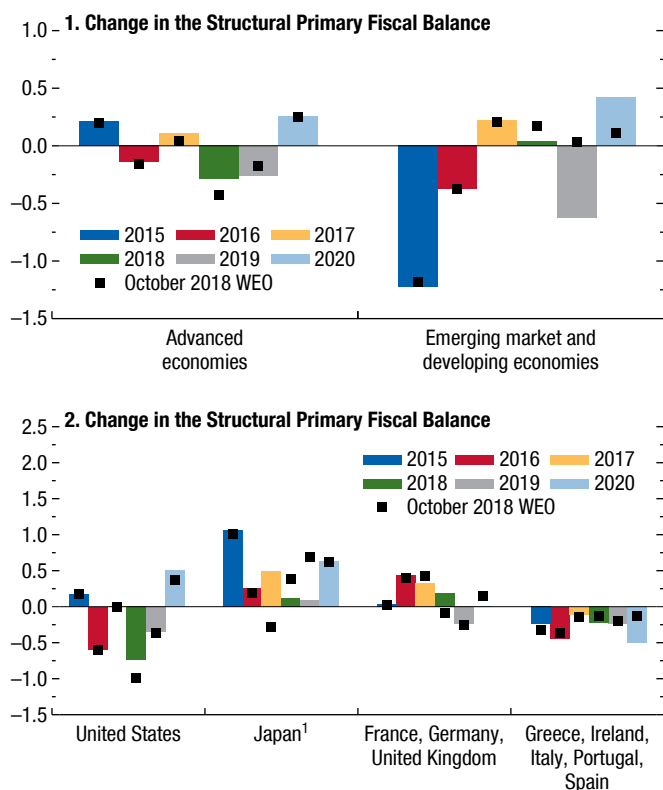 1. Change in the Structural Primary Fiscal Balance
1.0
0.5
0.0
–0.5
–1.0
–1.5
2015 2016 2017
2018 2019 2020
October 2018 WEO
Advanced economies
Emerging market and developing economies
2. Change in the Structural Primary Fiscal Balance
2.5
2.0
1.5
1.0
0.5
0.0
–0.5
–1.0
–1.5
2015 2016 2017
2018 2019 2020
October 2018 WEO
United States
Japan¹
France, Germany,
United Kingdom
Greece, Ireland,
Italy, Portugal,
Spain